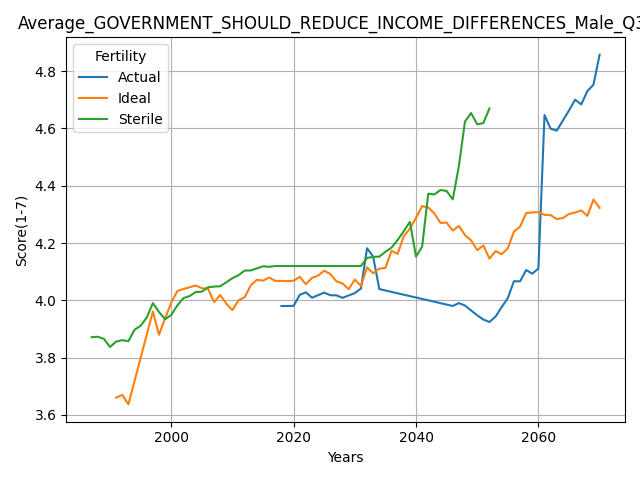 Average_GOVERNMENT_SHOULD_REDUCE_INCOME_DIFFERENCES_Male_Q3
Fertility
Actual
Ideal
Sterile
Score(1-7)
4.8
4.6
4.4
4.2
4.0
3.8
3.6
2000
2020
2040
2060
Years